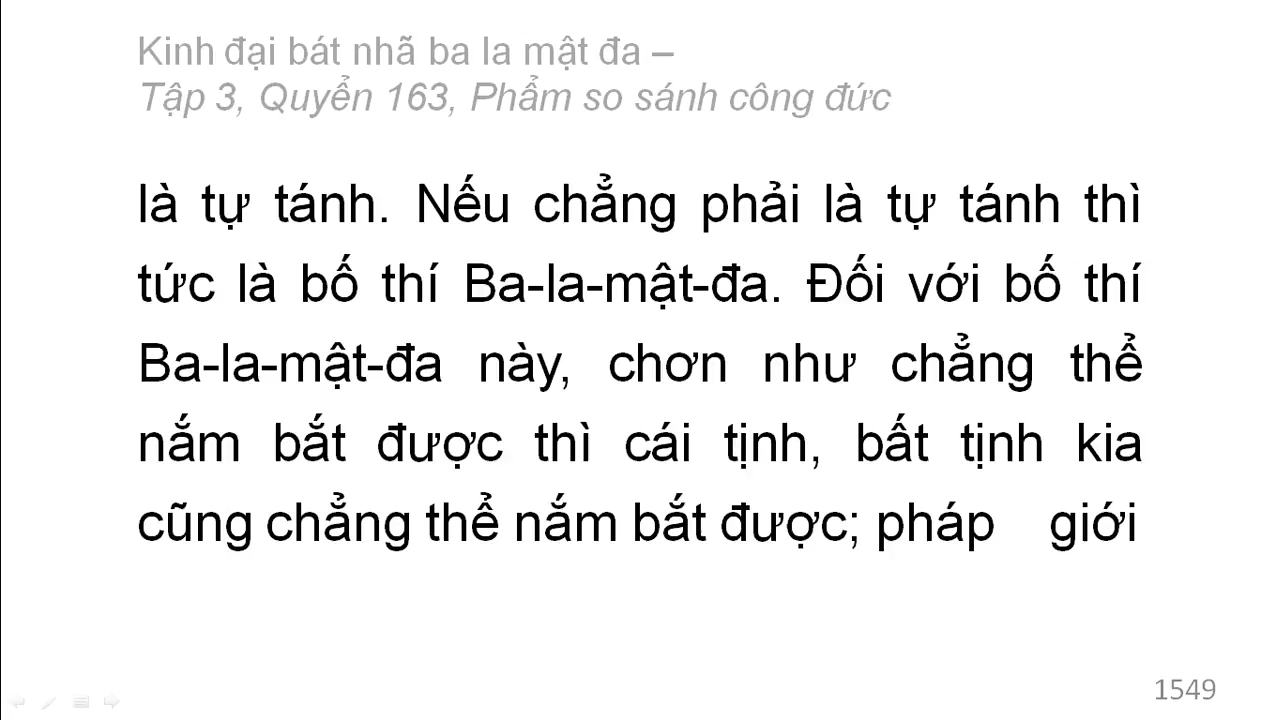 Kinh đại bát nhã ba la mật đa –
Tập 3, Quyển 163, Phẩm so sánh công đức
là tự tánh. Nếu chẳng phải là tự tánh thì
tức là bố thí Ba-la-mật-đa. Đối với bố thí
Ba-la-mật-đa này, chơn như chẳng thể
nắm bắt được thì cái tịnh, bất tịnh kia
cũng chẳng thể nắm bắt được; pháp giới
1549